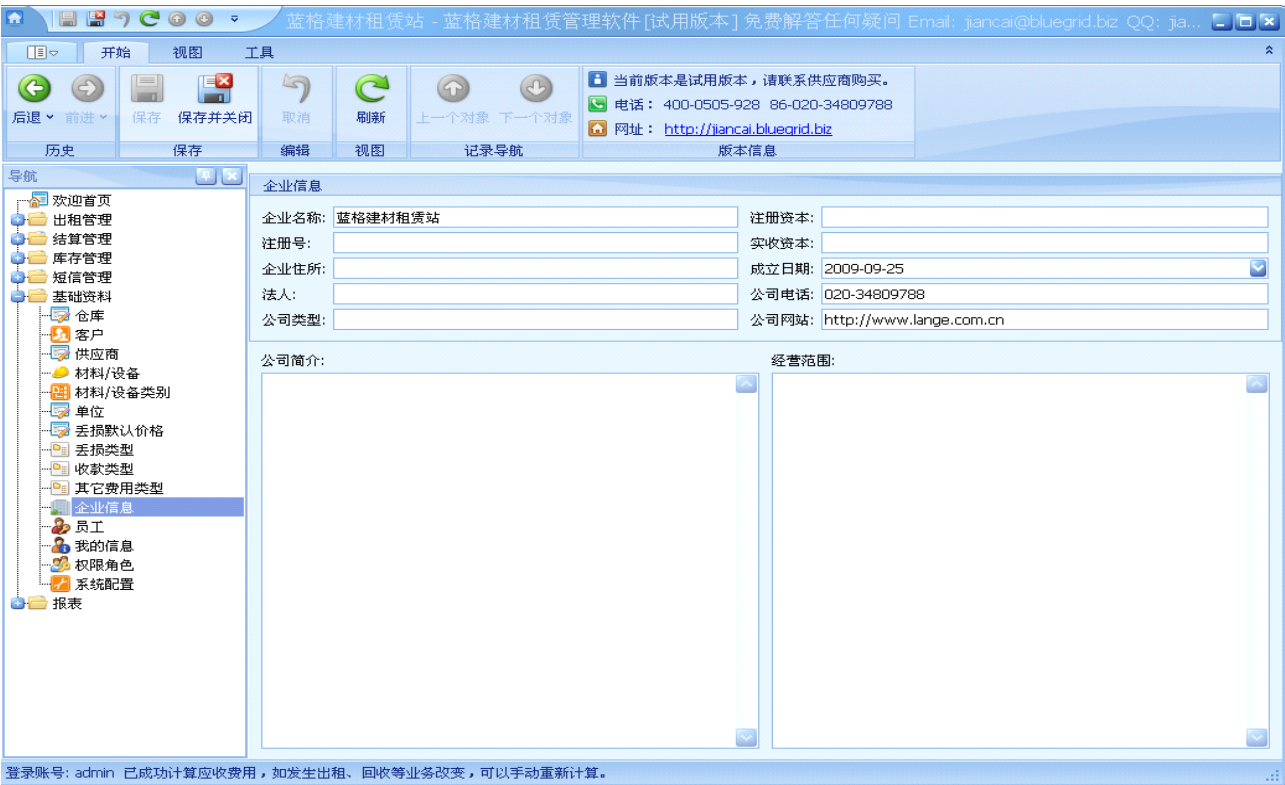 蓝格建材租赁站 - 蓝格建材租赁管理软件[试用版本] 免费解答任何疑问 Email: jiancai@bluegrid.biz QQ: jia...
开始 视图 工具
后退 前进 保存 保存并关闭 取消 刷新 上一个对象 下一个对象
当前版本是试用版本，请联系供应商购买。
电话： 400-0505-928 86-020-34809788
网址： http://jiancai.bluegrid.biz
历史 保存 编辑 视图 记录导航 版本信息
导航
欢迎首页
出租管理
结算管理
库存管理
短信管理
基础资料
仓库
客户
供应商
材料/设备
材料/设备类别
单位
丢损默认价格
丢损类型
收款类型
其它费用类型
企业信息
员工
我的信息
权限角色
系统配置
报表
企业信息
企业名称: 蓝格建材租赁站 注册资本:
注册号: 实收资本:
企业住所: 成立日期: 2009-09-25
法人: 公司电话: 020-34809788
公司类型: 公司网站: http://www.lange.com.cn
公司简介: 经营范围:
登录账号: admin 已成功计算应收费用，如发生出租、回收等业务改变，可以手动重新计算。